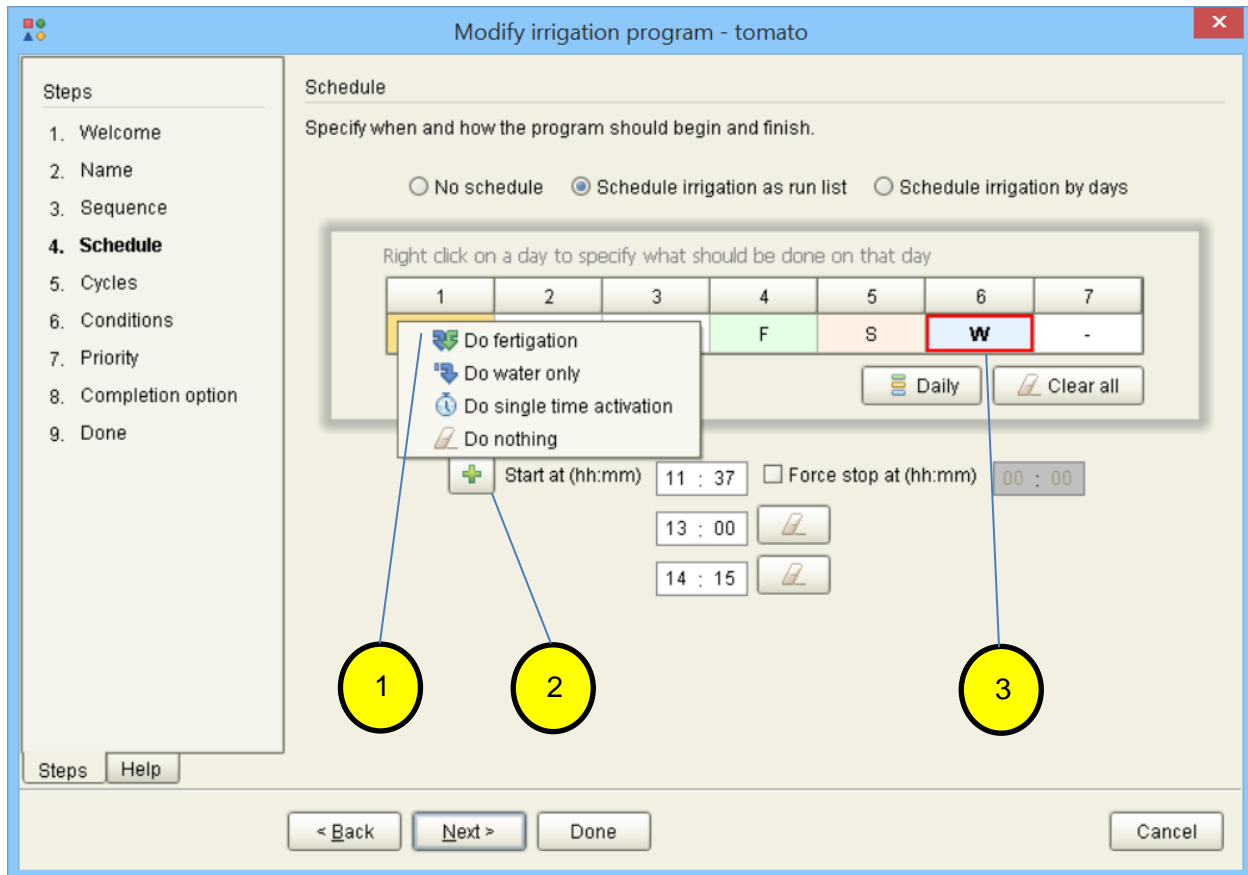 Modify irrigation program - tomato
x
Steps
1. Welcome
2. Name
3. Sequence
4. Schedule
5. Cycles
6. Conditions
7. Priority
8. Completion option
9. Done
Schedule
Specify when and how the program should begin and finish.
No schedule Schedule irrigation as run list Schedule irrigation by days
Right click on a day to specify what should be done on that day
1 2 3 4 5 6 7
F S W -
Do fertigation
Do water only
Do single time activation
Do nothing
Daily Clear all
Start at (hh:mm) 11 : 37 Force stop at (hh:mm) 00 : 00
13 : 00
14 : 15
1 2 3
Steps Help
< Back Next > Done Cancel